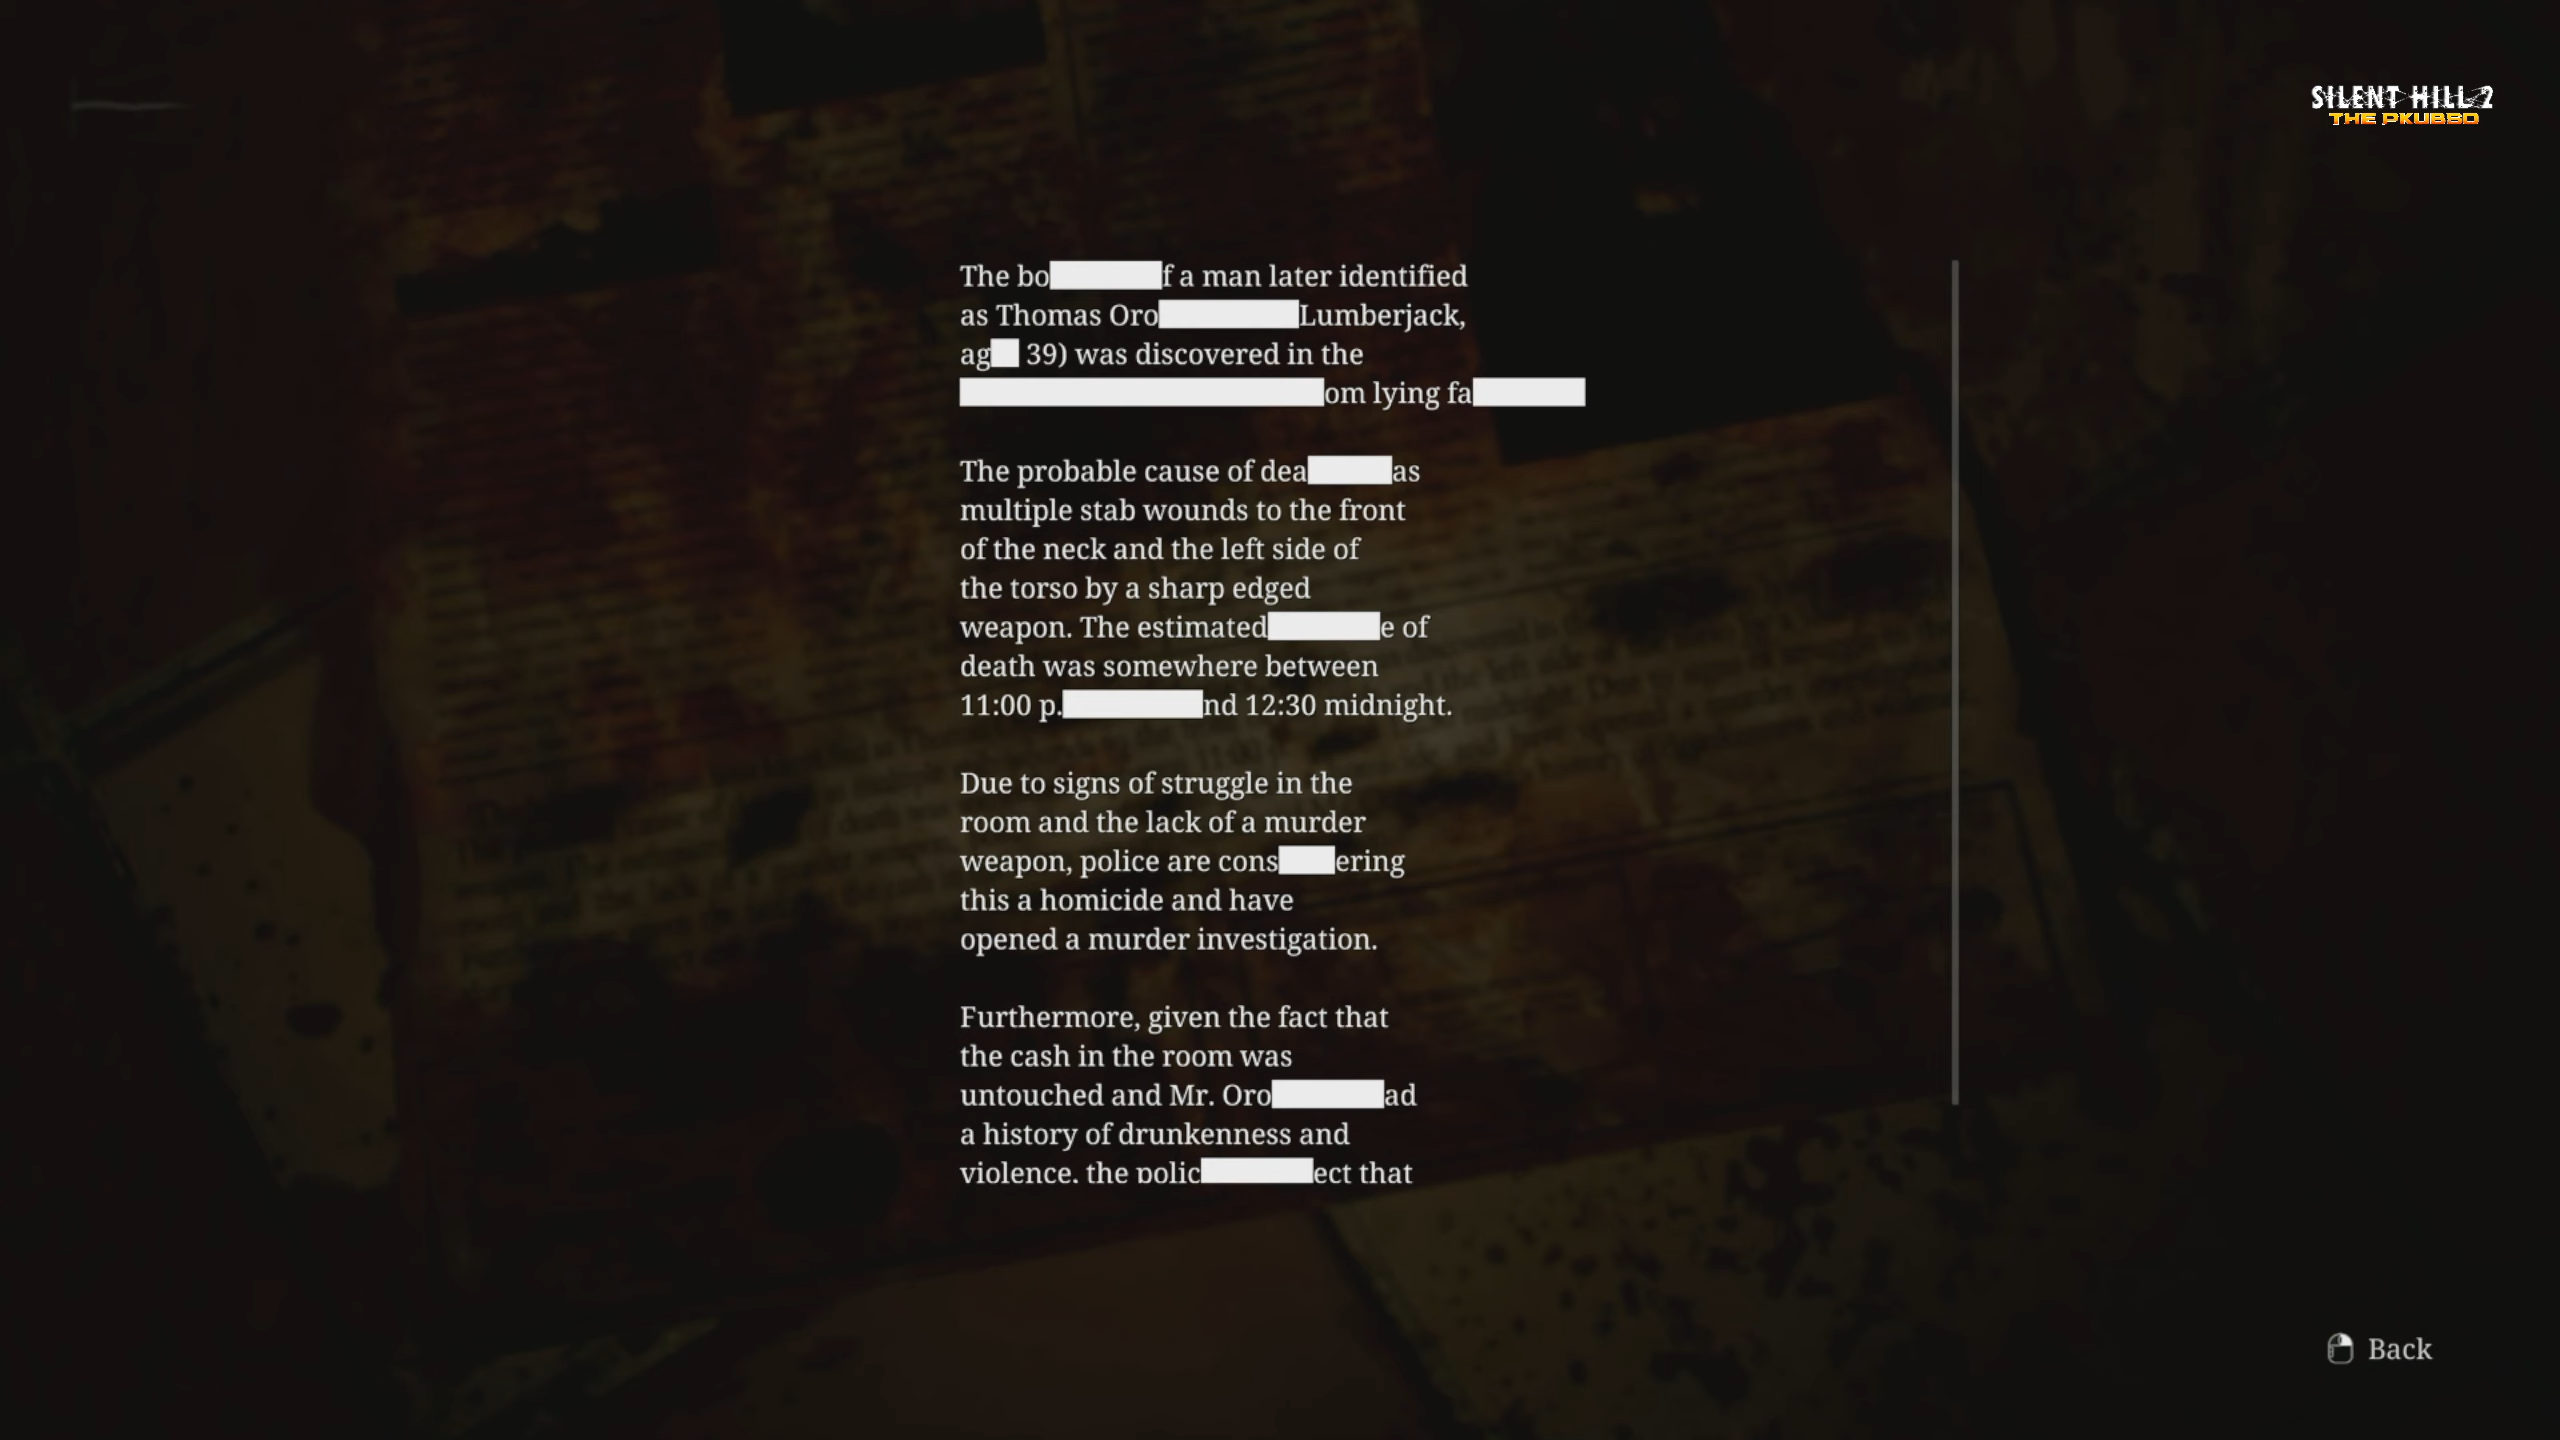 SILENT HILL 2
THE PKUBSD
The bo f a man later identified
as Thomas Oro Lumberjack,
ag 39) was discovered in the
om lying fa
The probable cause of dea as
multiple stab wounds to the front
of the neck and the left side of
the torso by a sharp edged
weapon. The estimated e of
death was somewhere between
11:00 p. nd 12:30 midnight.
Due to signs of struggle in the
room and the lack of a murder
weapon, police are cons ering
this a homicide and have
opened a murder investigation.
Furthermore, given the fact that
the cash in the room was
untouched and Mr. Oro ad
a history of drunkenness and
violence. the polic ect that
Back